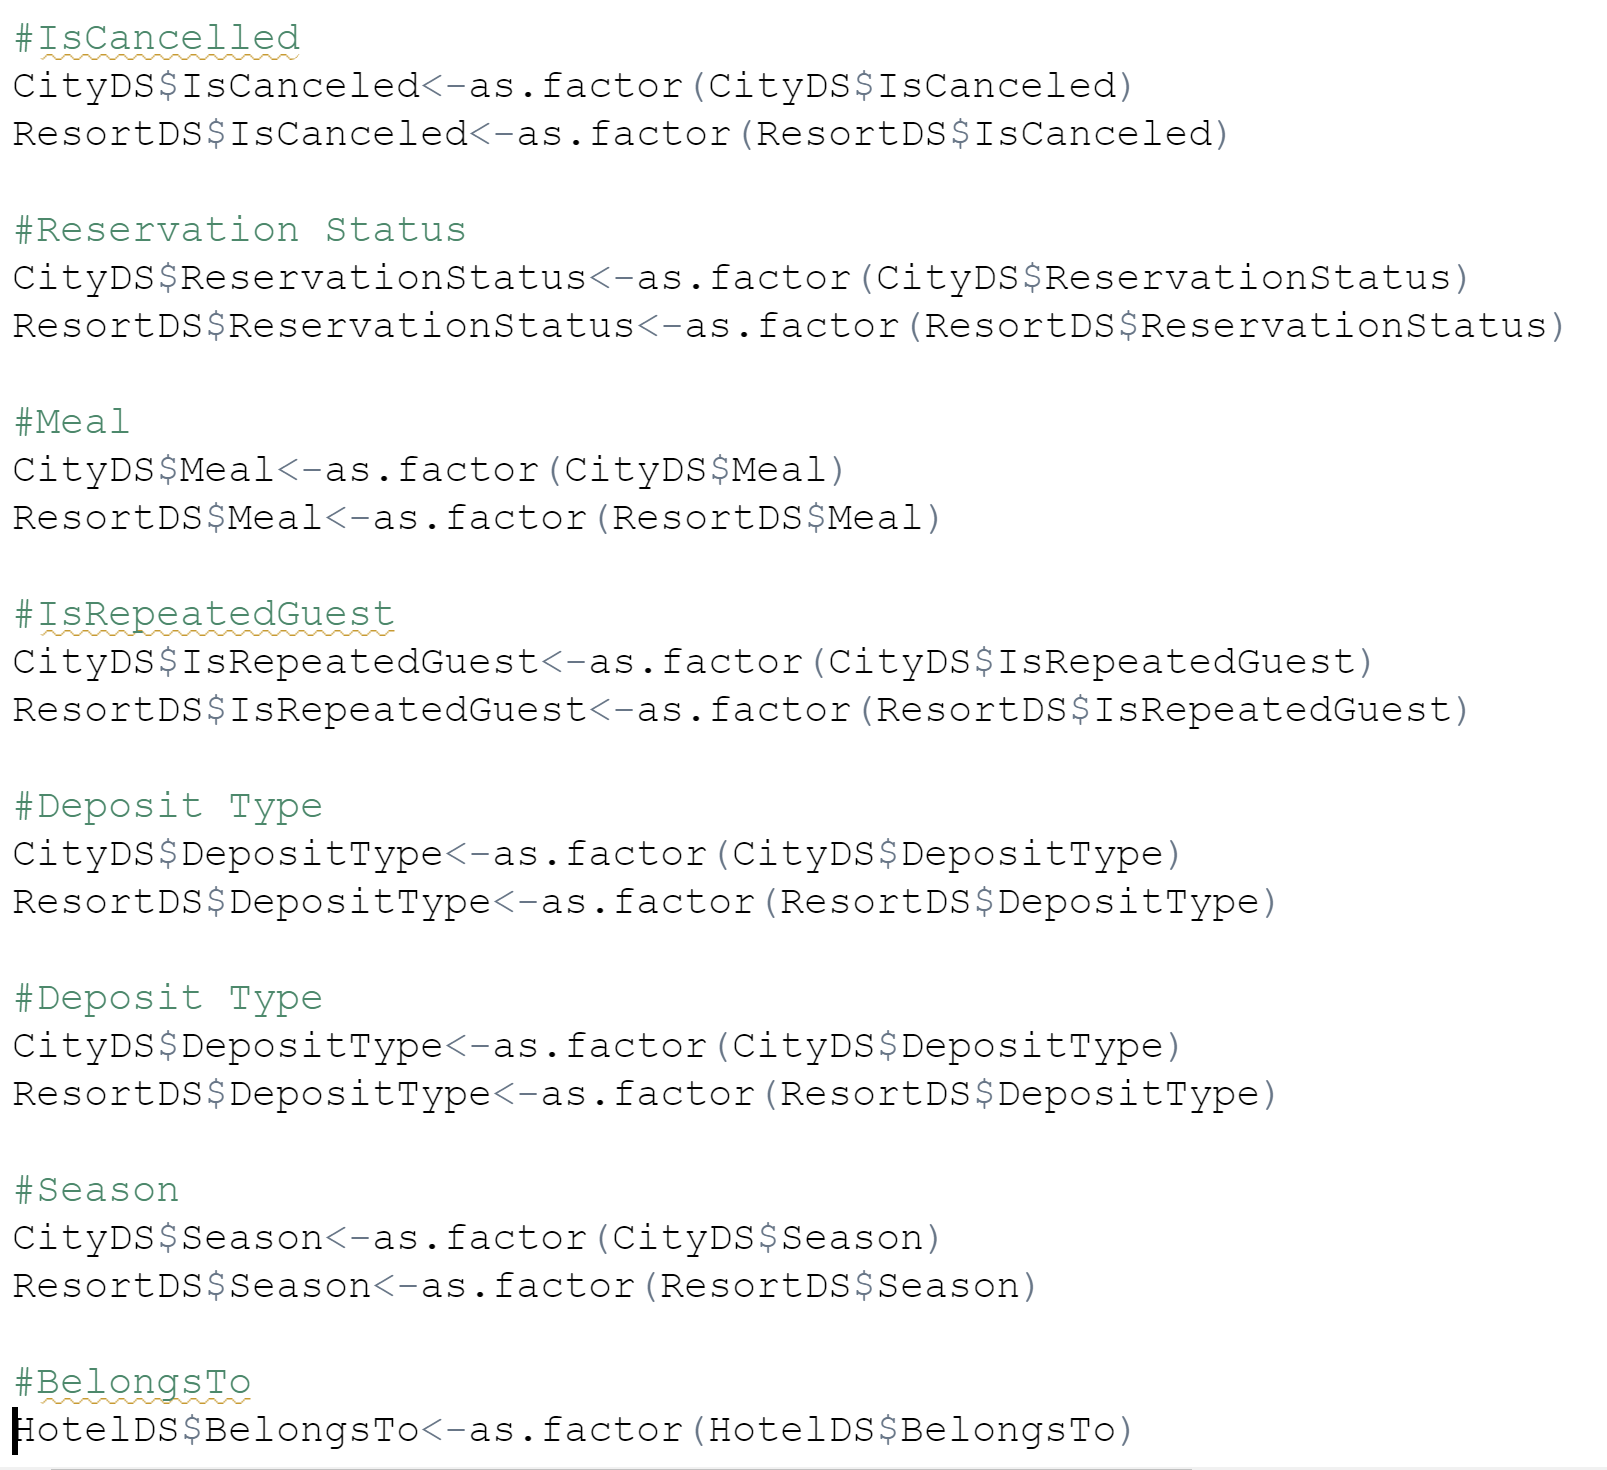 #IsCancelled
CityDS$IsCanceled<-as.factor(CityDS$IsCanceled)
ResortDS$IsCanceled<-as.factor(ResortDS$IsCanceled)
#Reservation Status
CityDS$ReservationStatus<-as.factor(CityDS$ReservationStatus)
ResortDS$ReservationStatus<-as.factor(ResortDS$ReservationStatus)
#Meal
CityDS$Meal<-as.factor(CityDS$Meal)
ResortDS$Meal<-as.factor(ResortDS$Meal)
#IsRepeatedGuest
CityDS$IsRepeatedGuest<-as.factor(CityDS$IsRepeatedGuest)
ResortDS$IsRepeatedGuest<-as.factor(ResortDS$IsRepeatedGuest)
#Deposit Type
CityDS$DepositType<-as.factor(CityDS$DepositType)
ResortDS$DepositType<-as.factor(ResortDS$DepositType)
#Deposit Type
CityDS$DepositType<-as.factor(CityDS$DepositType)
ResortDS$DepositType<-as.factor(ResortDS$DepositType)
#Season
CityDS$Season<-as.factor(CityDS$Season)
ResortDS$Season<-as.factor(ResortDS$Season)
#BelongsTo
HotelDS$BelongsTo<-as.factor(HotelDS$BelongsTo)